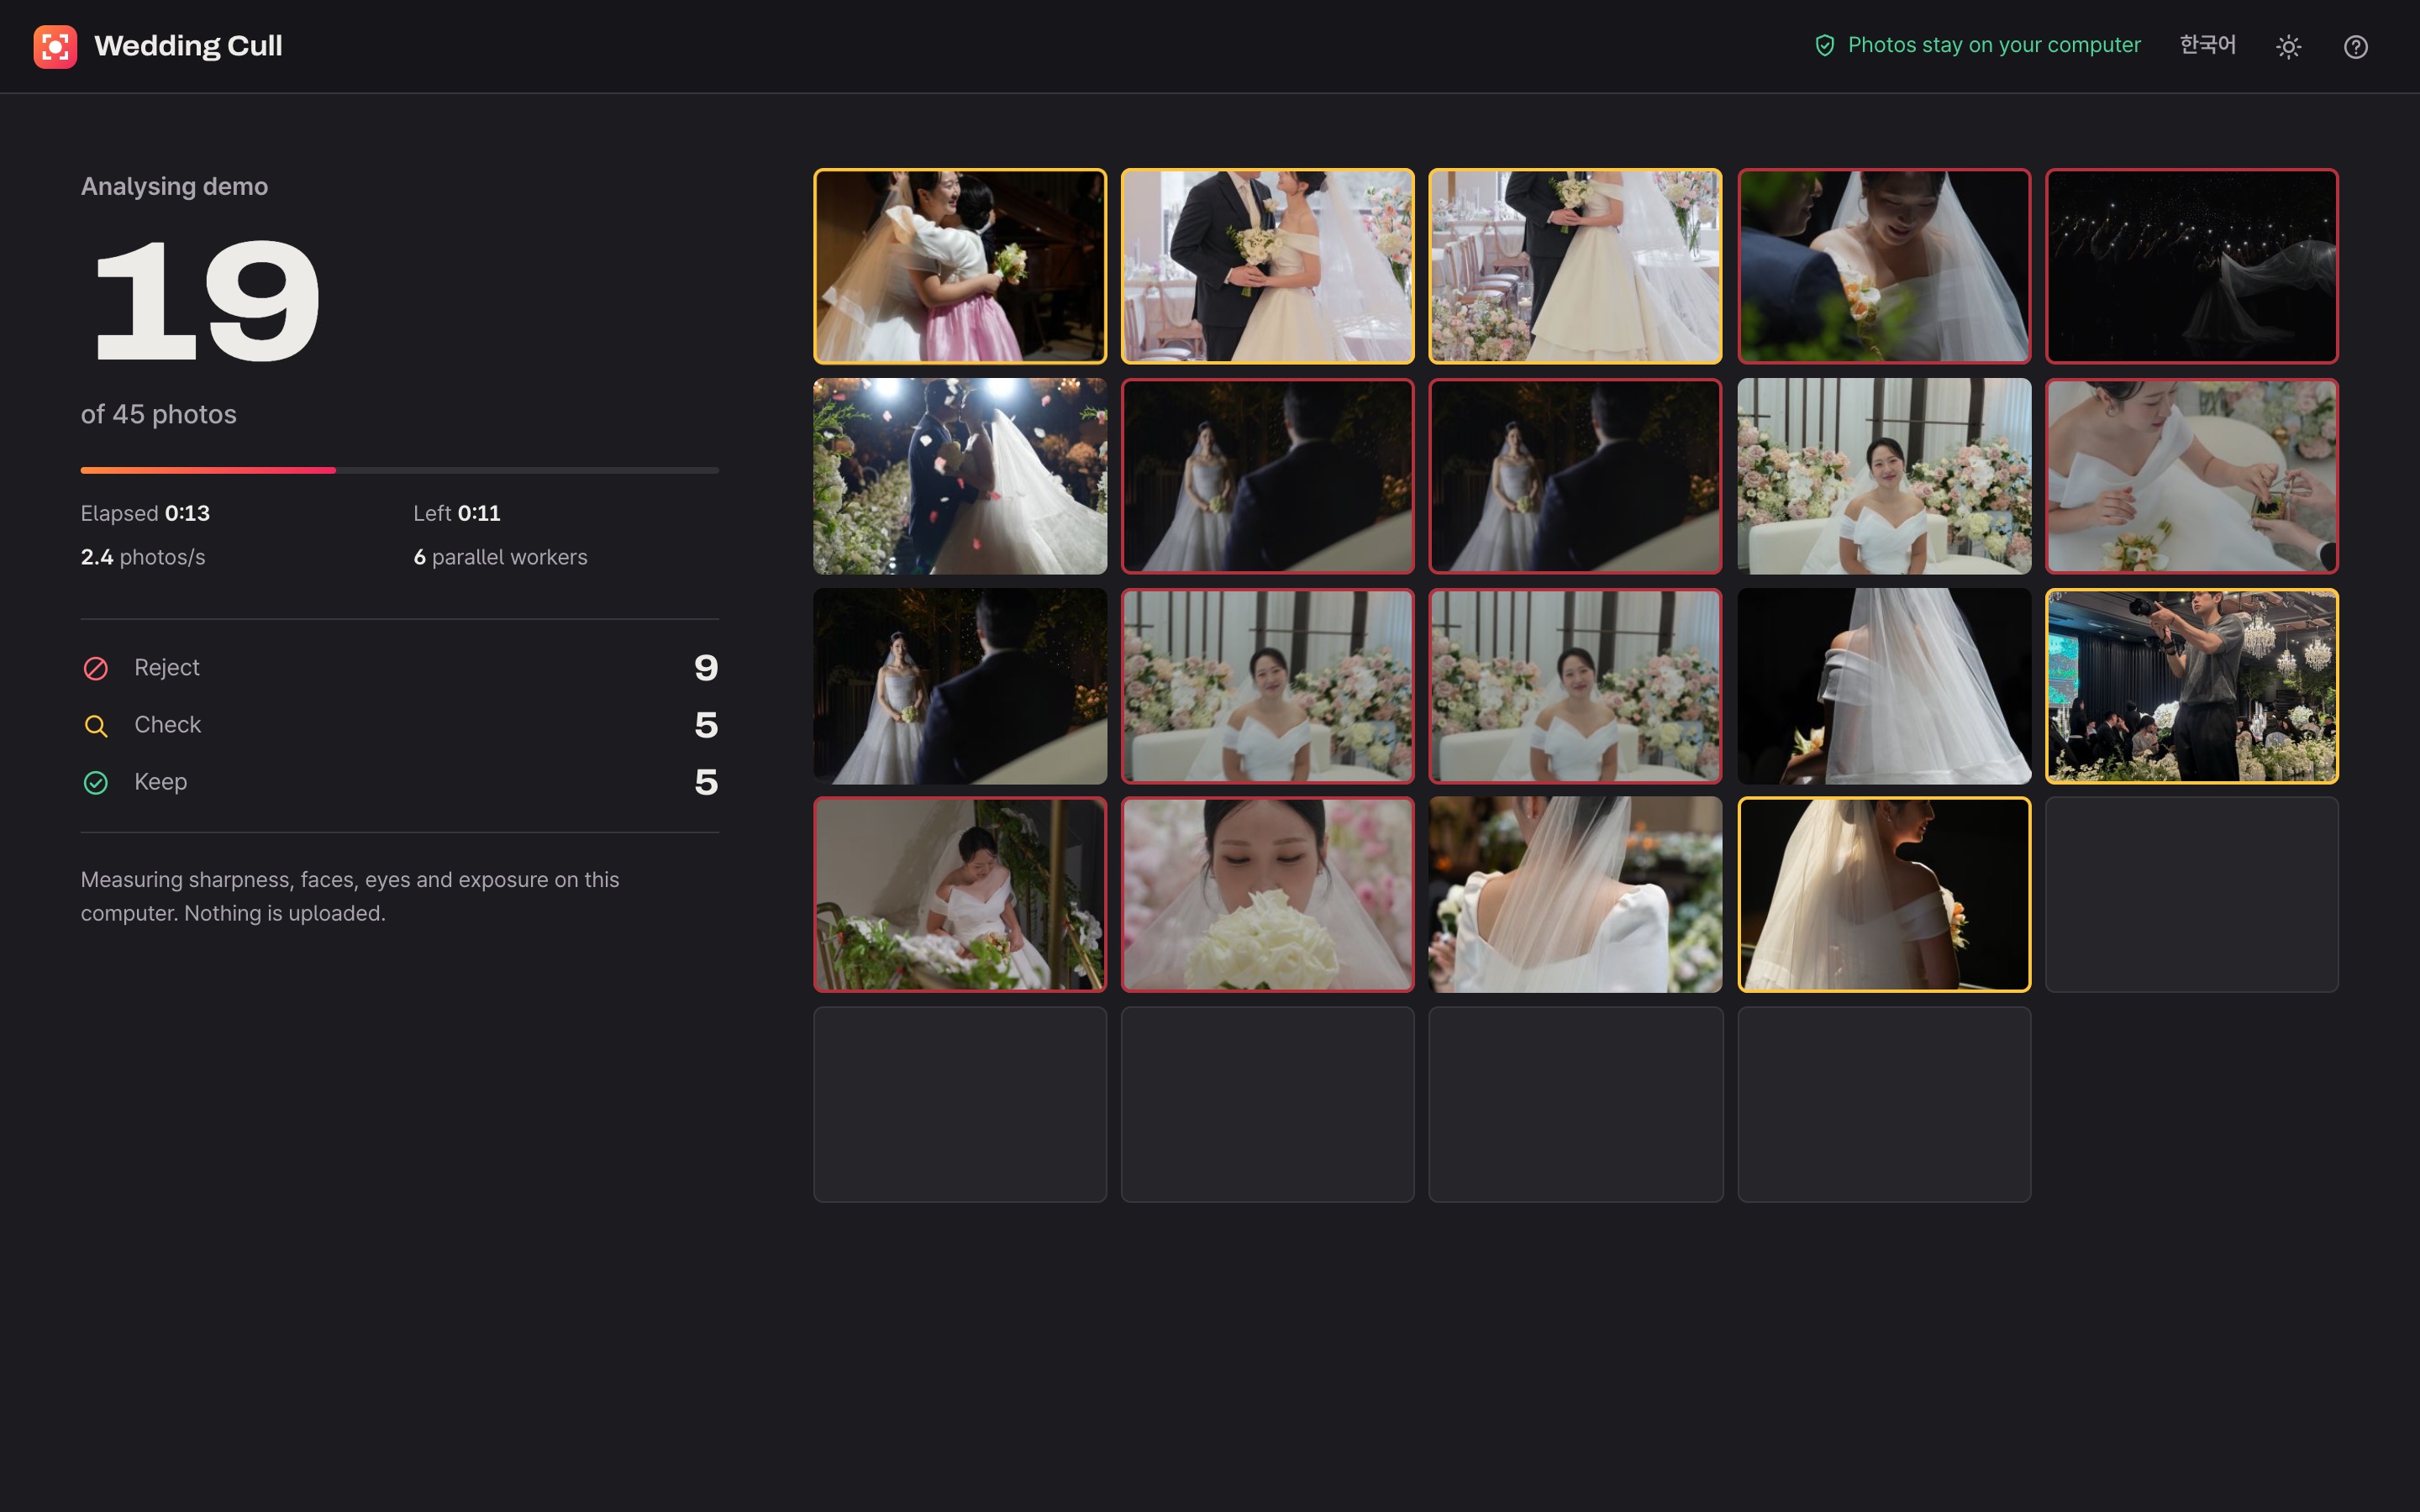 Wedding Cull
Photos stay on your computer
한국어
Analysing demo
19
of 45 photos
Elapsed 0:13
Left 0:11
2.4 photos/s
6 parallel workers
Reject 9
Check 5
Keep 5
Measuring sharpness, faces, eyes and exposure on this
computer. Nothing is uploaded.